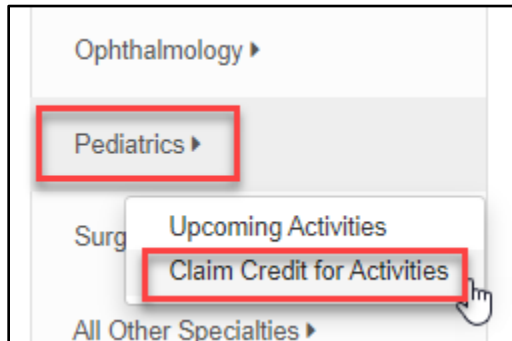 Ophthalmology
Pediatrics
Upcoming Activities
Surg
Claim Credit for Activities
All Other Specialties